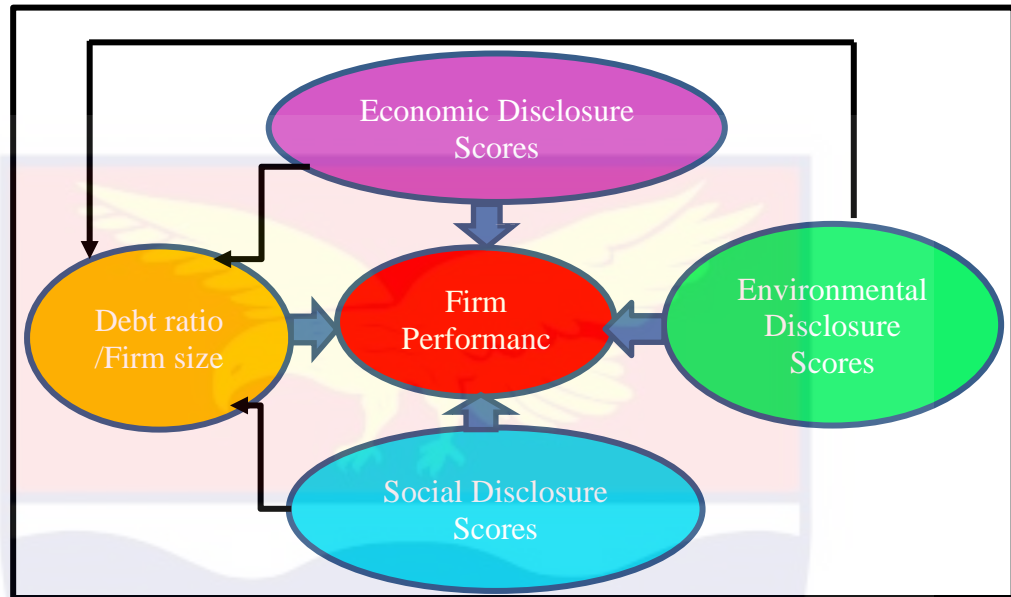 Economic Disclosure
Scores
Debt ratio
/Firm size
Firm
Performanc
Environmental
Disclosure
Scores
Social Disclosure
Scores